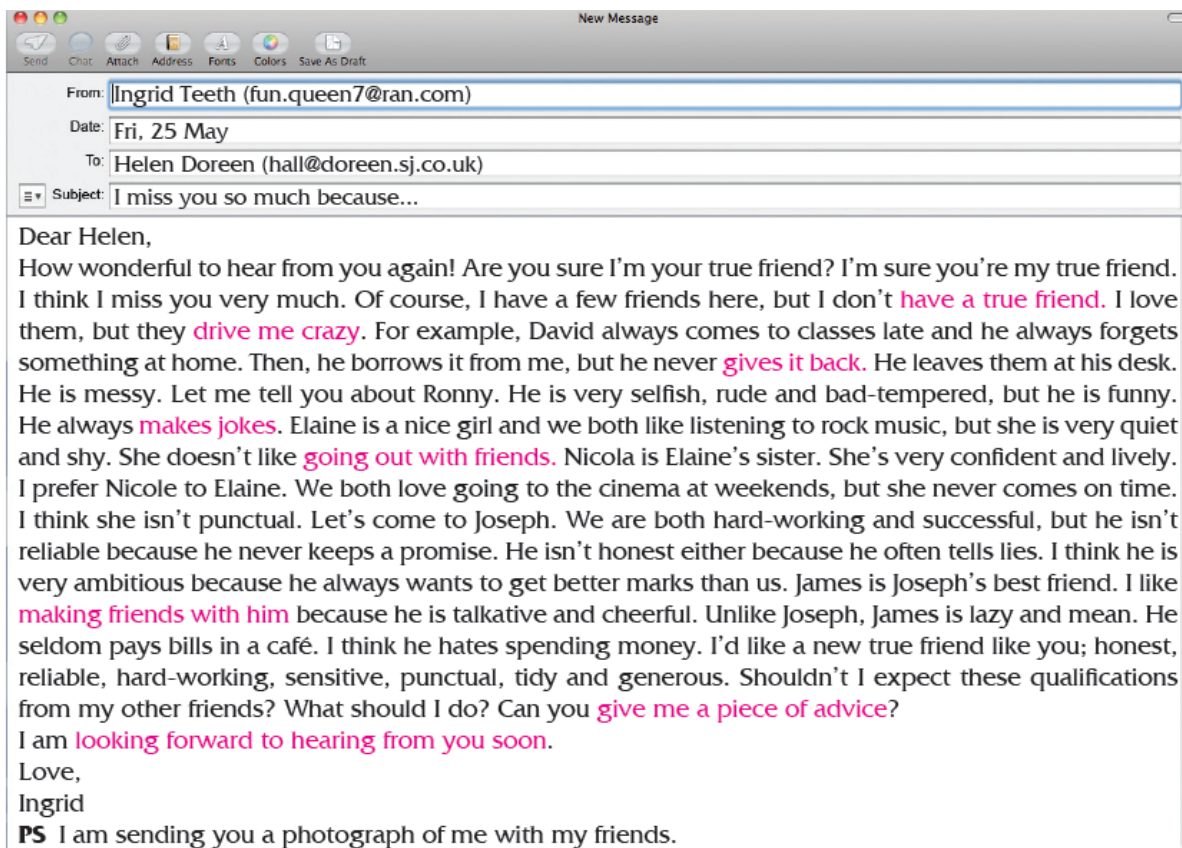 New Message
Send Chat Attach Address Fonts Colors Save As Draft
From: Ingrid Teeth (fun.queen7@ran.com)
Date: Fri, 25 May
To: Helen Doreen (hall@doreen.sj.co.uk)
Subject: I miss you so much because...
Dear Helen,
How wonderful to hear from you again! Are you sure I'm your true friend? I'm sure you're my true friend.
I think I miss you very much. Of course, I have a few friends here, but I don't have a true friend. I love
them, but they drive me crazy. For example, David always comes to classes late and he always forgets
something at home. Then, he borrows it from me, but he never gives it back. He leaves them at his desk.
He is messy. Let me tell you about Ronny. He is very selfish, rude and bad-tempered, but he is funny.
He always makes jokes. Elaine is a nice girl and we both like listening to rock music, but she is very quiet
and shy. She doesn't like going out with friends. Nicola is Elaine's sister. She's very confident and lively.
I prefer Nicole to Elaine. We both love going to the cinema at weekends, but she never comes on time.
I think she isn't punctual. Let's come to Joseph. We are both hard-working and successful, but he isn't
reliable because he never keeps a promise. He isn't honest either because he often tells lies. I think he is
very ambitious because he always wants to get better marks than us. James is Joseph's best friend. I like
making friends with him because he is talkative and cheerful. Unlike Joseph, James is lazy and mean. He
seldom pays bills in a café. I think he hates spending money. I'd like a new true friend like you; honest,
reliable, hard-working, sensitive, punctual, tidy and generous. Shouldn't I expect these qualifications
from my other friends? What should I do? Can you give me a piece of advice?
I am looking forward to hearing from you soon.
Love,
Ingrid
PS I am sending you a photograph of me with my friends.